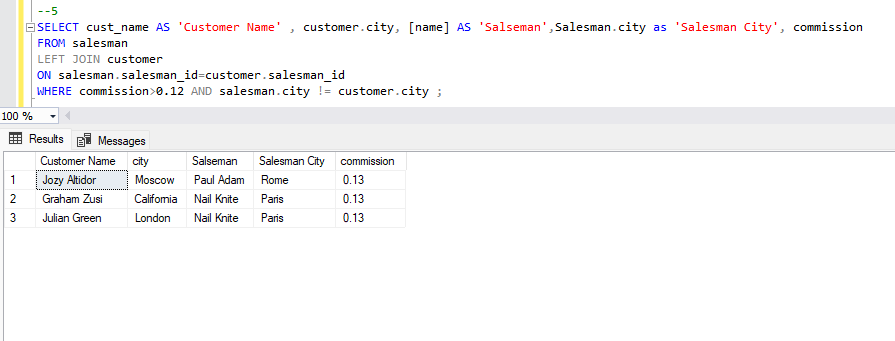 --5
SELECT cust_name AS 'Customer Name' , customer.city, [name] AS 'Salseman',Salesman.city as 'Salesman City', commission
FROM salesman
LEFT JOIN customer
ON salesman.salesman_id=customer.salesman_id
WHERE commission>0.12 AND salesman.city != customer.city ;
100 %
Results Messages
Customer Name city Salseman Salesman City commission
1 Jozy Altidor Moscow Paul Adam Rome 0.13
2 Graham Zusi California Nail Knite Paris 0.13
3 Julian Green London Nail Knite Paris 0.13